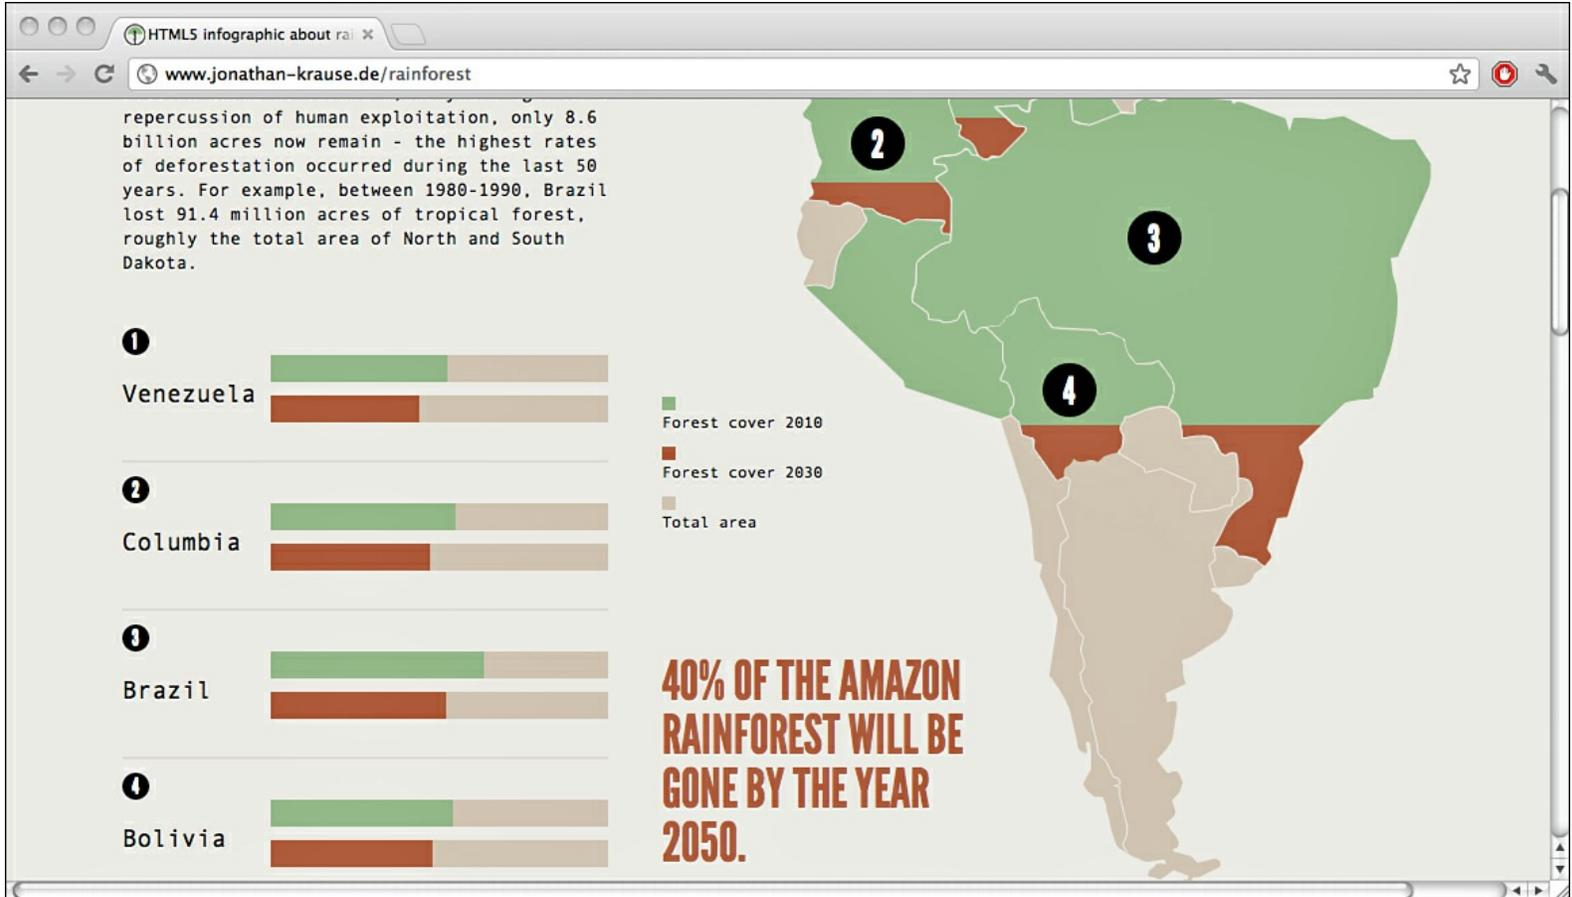 HTML5 infographic about rai
www.jonathan-krause.de/rainforest
repercussion of human exploitation, only 8.6
billion acres now remain - the highest rates
of deforestation occurred during the last 50
years. For example, between 1980-1990, Brazil
lost 91.4 million acres of tropical forest,
roughly the total area of North and South
Dakota.
1
Venezuela
2
Columbia
3
Brazil
4
Bolivia
Forest cover 2010
Forest cover 2030
Total area
40% OF THE AMAZON
RAINFOREST WILL BE
GONE BY THE YEAR
2050.
2
3
4